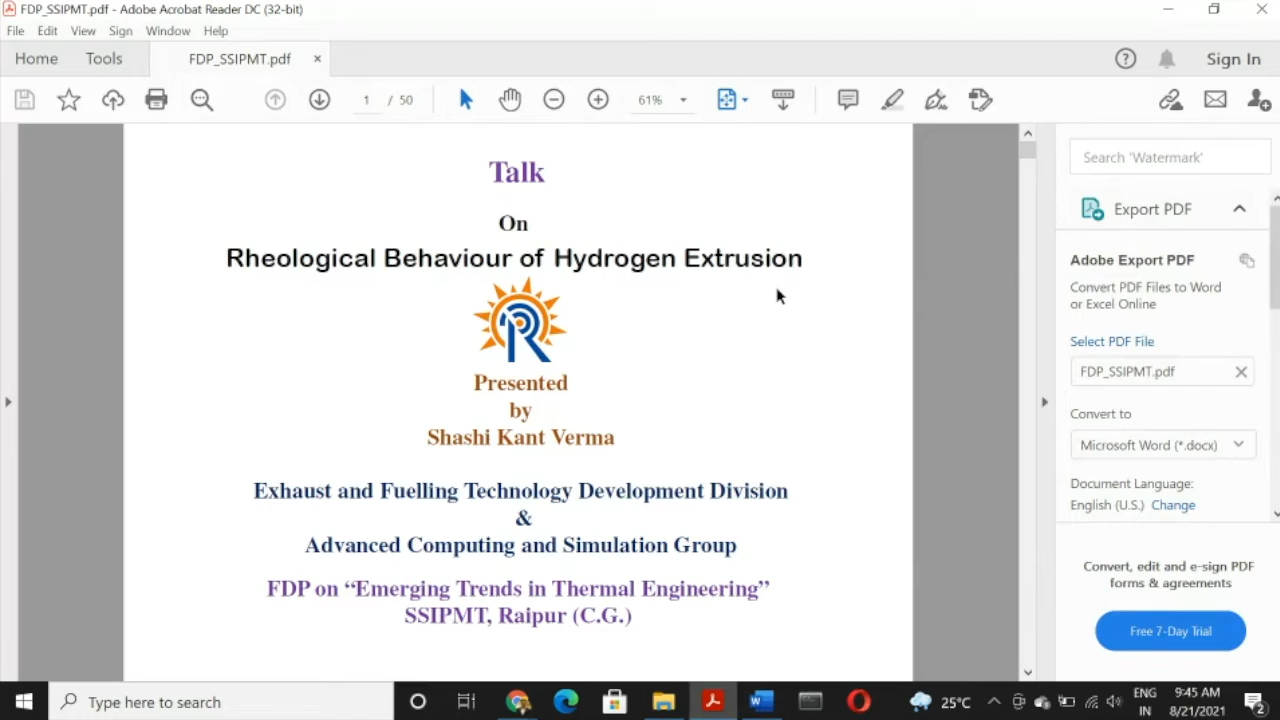 FDP_SSIPMT.pdf - Adobe Acrobat Reader DC (32-bit)
File Edit View Sign Window Help
Home Tools FDP_SSIPMT.pdf × Sign In
1 / 50 61%
Talk
On
Rheological Behaviour of Hydrogen Extrusion
Presented
by
Shashi Kant Verma
Exhaust and Fuelling Technology Development Division
&
Advanced Computing and Simulation Group
FDP on “Emerging Trends in Thermal Engineering”
SSIPMT, Raipur (C.G.)
Search 'Watermark'
Export PDF
Adobe Export PDF
Convert PDF Files to Word
or Excel Online
Select PDF File
FDP_SSIPMT.pdf
Convert to
Microsoft Word (*.docx)
Document Language:
English (U.S.) Change
Convert, edit and e-sign PDF
forms & agreements
Free 7-Day Trial
Type here to search
25°C
ENG
IN
9:45 AM
8/21/2021
2